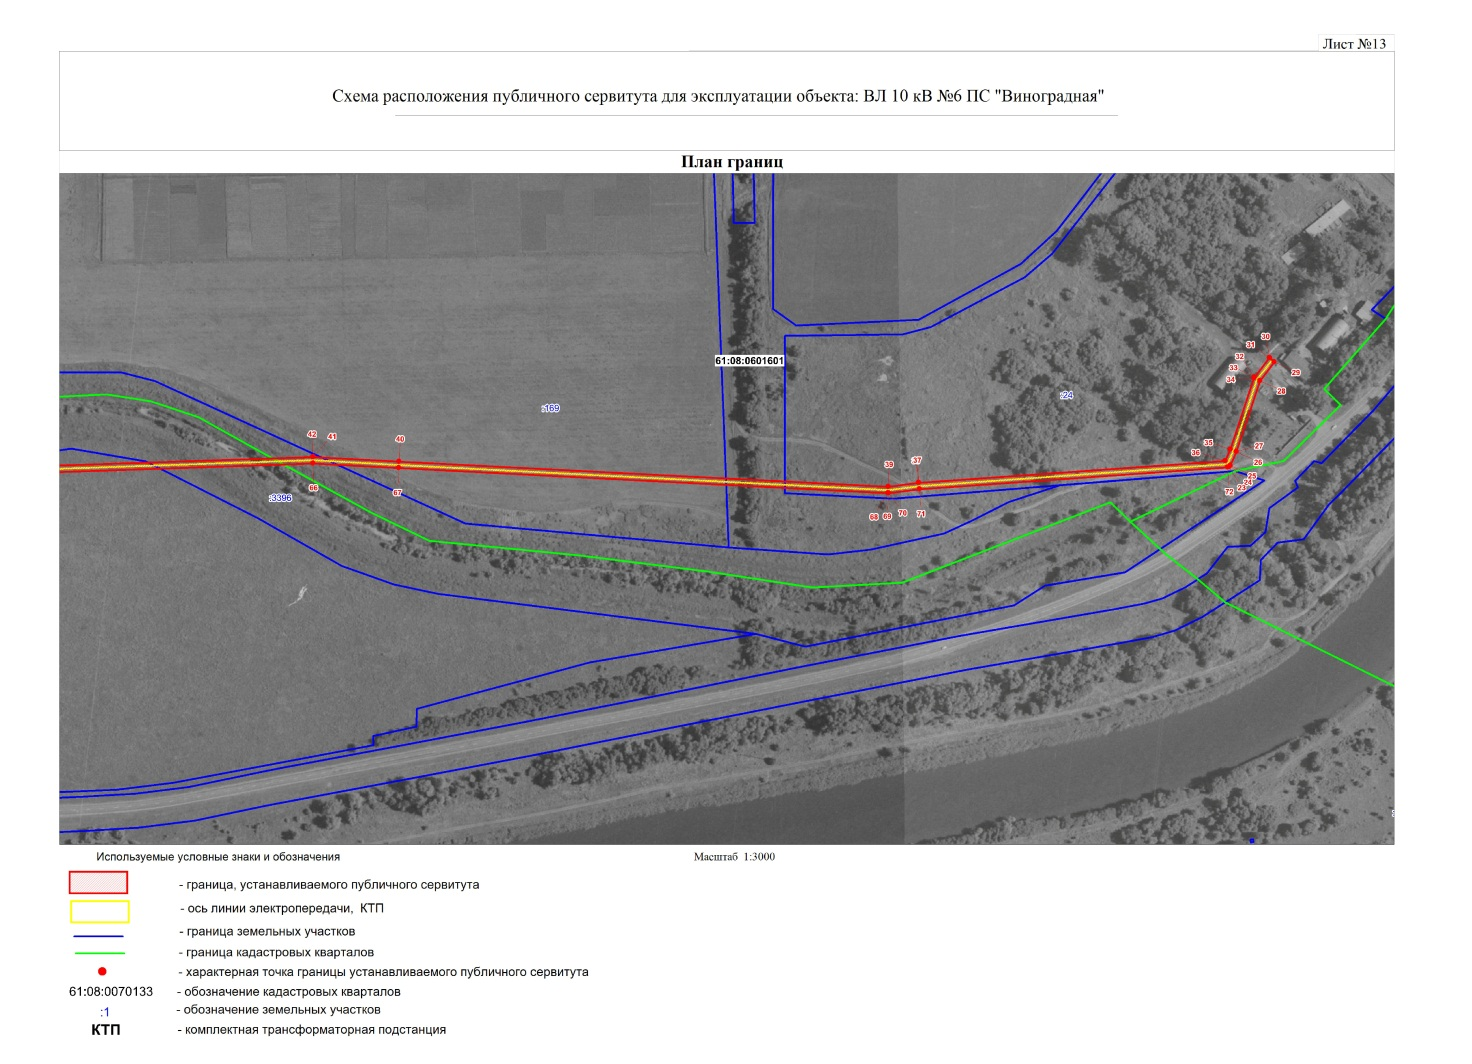 Лист №13
Схема расположения публичного сервитута для эксплуатации объекта: ВЛ 10 кВ №6 ПС "Виноградная"
План границ
30
31
32
61:08:0601601
33
29
34
28
:24
:169
42
41
40
35
27
36
37
39
26
66
67
25
24
23
72
:3396
68
69
70
71
Используемые условные знаки и обозначения
Масштаб 1:3000
- граница, устанавливаемого публичного сервитута
- ось линии электропередачи, КТП
- граница земельных участков
- граница кадастровых кварталов
- характерная точка границы устанавливаемого публичного сервитута
61:08:0070133 - обозначение кадастровых кварталов
:1 - обозначение земельных участков
КТП - комплектная трансформаторная подстанция